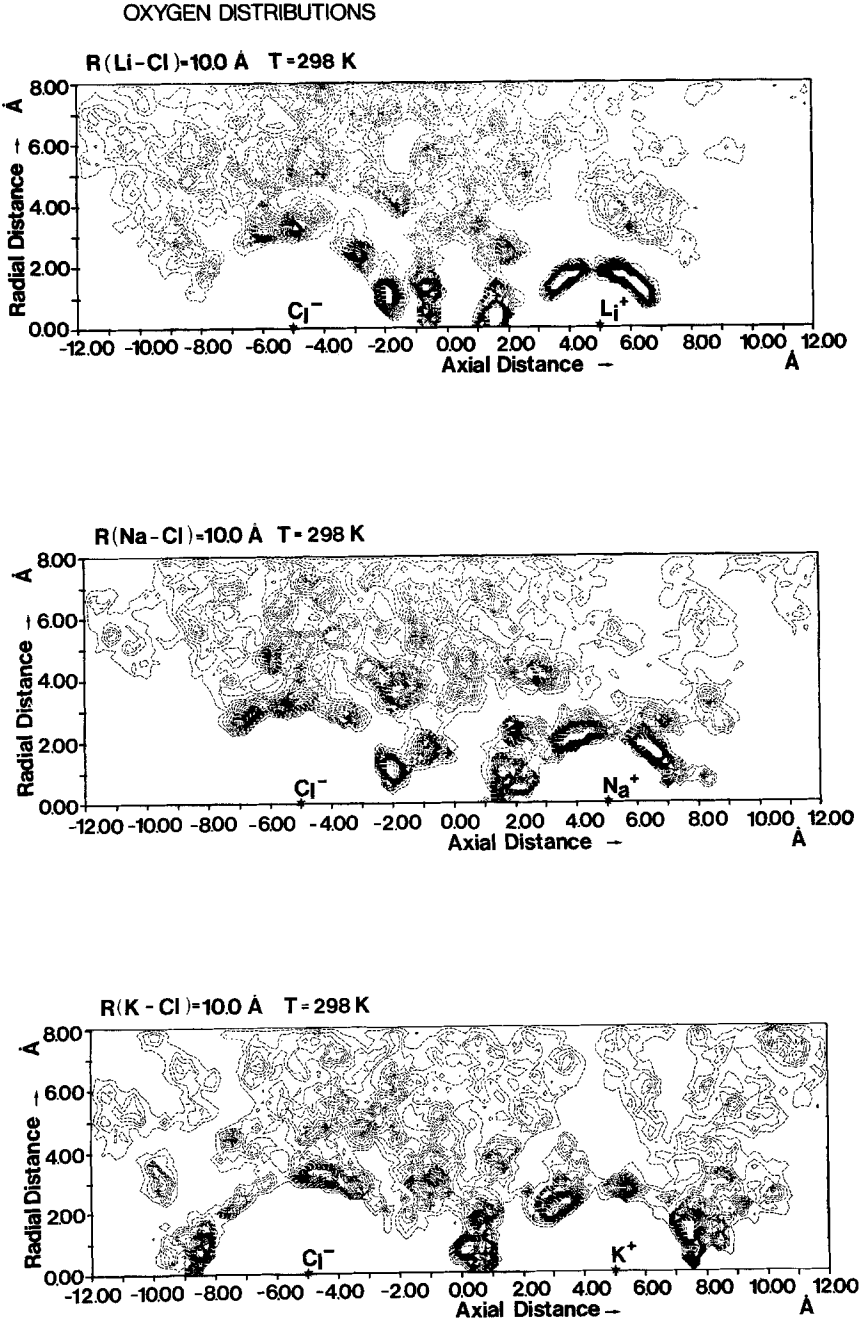 OXYGEN DISTRIBUTIONS
R(Li-Cl)=10.0 Å T=298 K
Å
8.00
6.00
4.00
2.00
0.00
Radial Distance →
Cl⁻
Li⁺
-12.00 -10.00 -8.00 -6.00 -4.00 -2.00 0.00 2.00 4.00 6.00 8.00 10.00 12.00
Axial Distance → Å
R(Na-Cl)=10.0 Å T=298 K
Å
8.00
6.00
4.00
2.00
0.00
Radial Distance →
Cl⁻
Na⁺
-12.00 -10.00 -8.00 -6.00 -4.00 -2.00 0.00 2.00 4.00 6.00 8.00 10.00 12.00
Axial Distance → Å
R(K-Cl)=10.0 Å T=298 K
Å
8.00
6.00
4.00
2.00
0.00
Radial Distance →
Cl⁻
K⁺
-12.00 -10.00 -8.00 -6.00 -4.00 -2.00 0.00 2.00 4.00 6.00 8.00 10.00 12.00
Axial Distance → Å